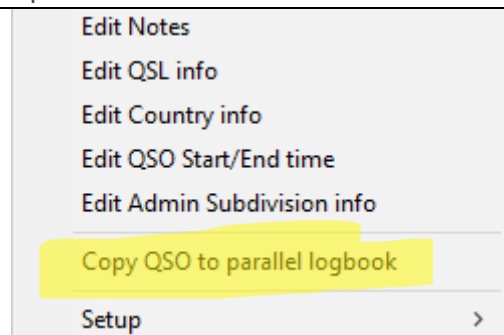 Edit Notes
Edit QSL info
Edit Country info
Edit QSO Start/End time
Edit Admin Subdivision info
Copy QSO to parallel logbook
Setup >